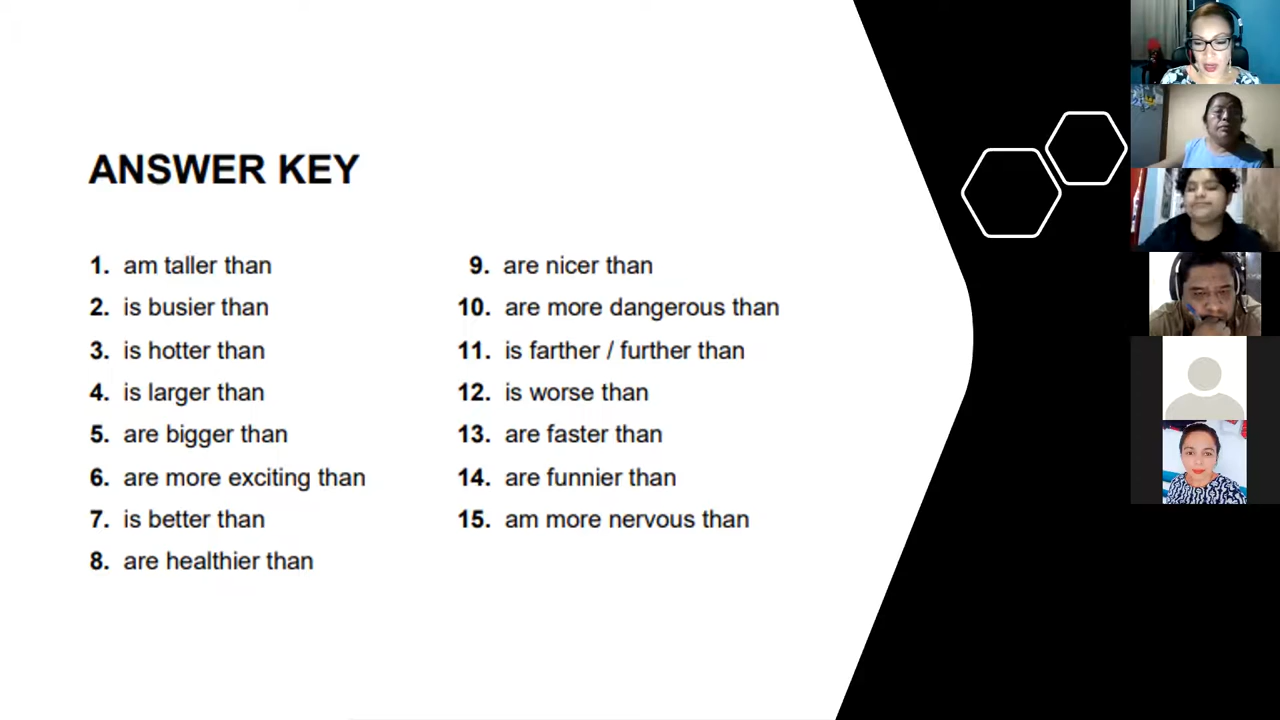 ANSWER KEY
1. am taller than
2. is busier than
3. is hotter than
4. is larger than
5. are bigger than
6. are more exciting than
7. is better than
8. are healthier than
9. are nicer than
10. are more dangerous than
11. is farther / further than
12. is worse than
13. are faster than
14. are funnier than
15. am more nervous than